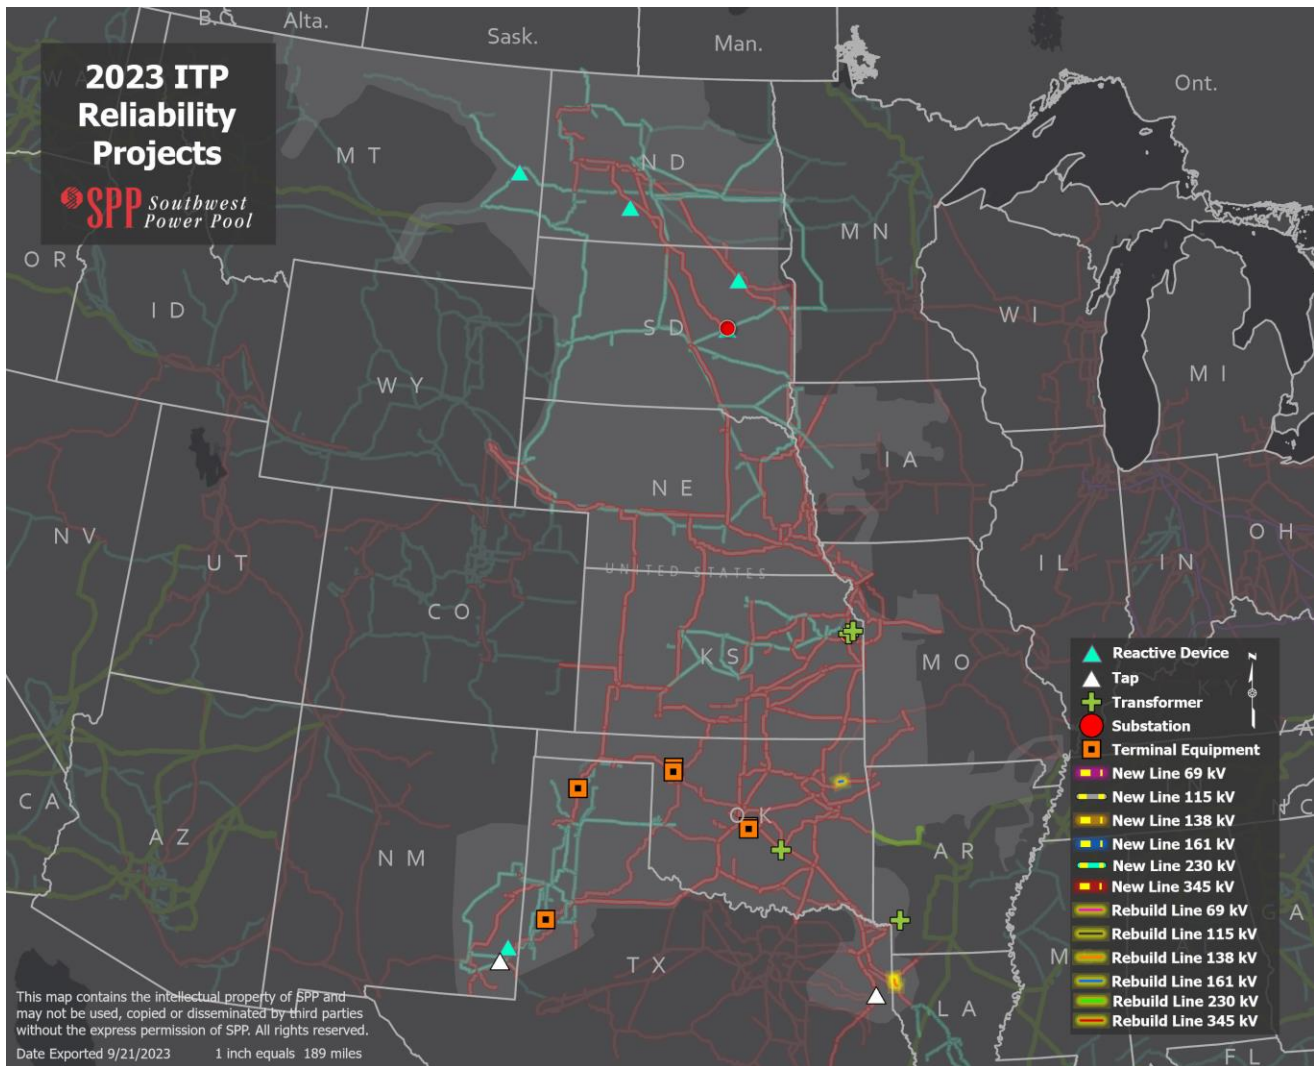 B.C.
Alta.
Sask.
Man.
Ont.
2023 ITP
Reliability
Projects
SPP Southwest
Power Pool
WA
MT
ND
MN
OR
ID
SD
WI
MI
WY
IA
NE
NV
UT
IL
IN
OH
UNITED STATES
CO
KS
MO
KY
VA
Reactive Device
Tap
Transformer
Substation
Terminal Equipment
New Line 69 kV
New Line 115 kV
New Line 138 kV
New Line 161 kV
New Line 230 kV
New Line 345 kV
Rebuild Line 69 kV
Rebuild Line 115 kV
Rebuild Line 138 kV
Rebuild Line 161 kV
Rebuild Line 230 kV
Rebuild Line 345 kV
N
CA
NC
OK
AZ
NM
AR
GA
TX
M
LA
FL
This map contains the intellectual property of SPP and
may not be used, copied or disseminated by third parties
without the express permission of SPP. All rights reserved.
Date Exported 9/21/2023 1 inch equals 189 miles